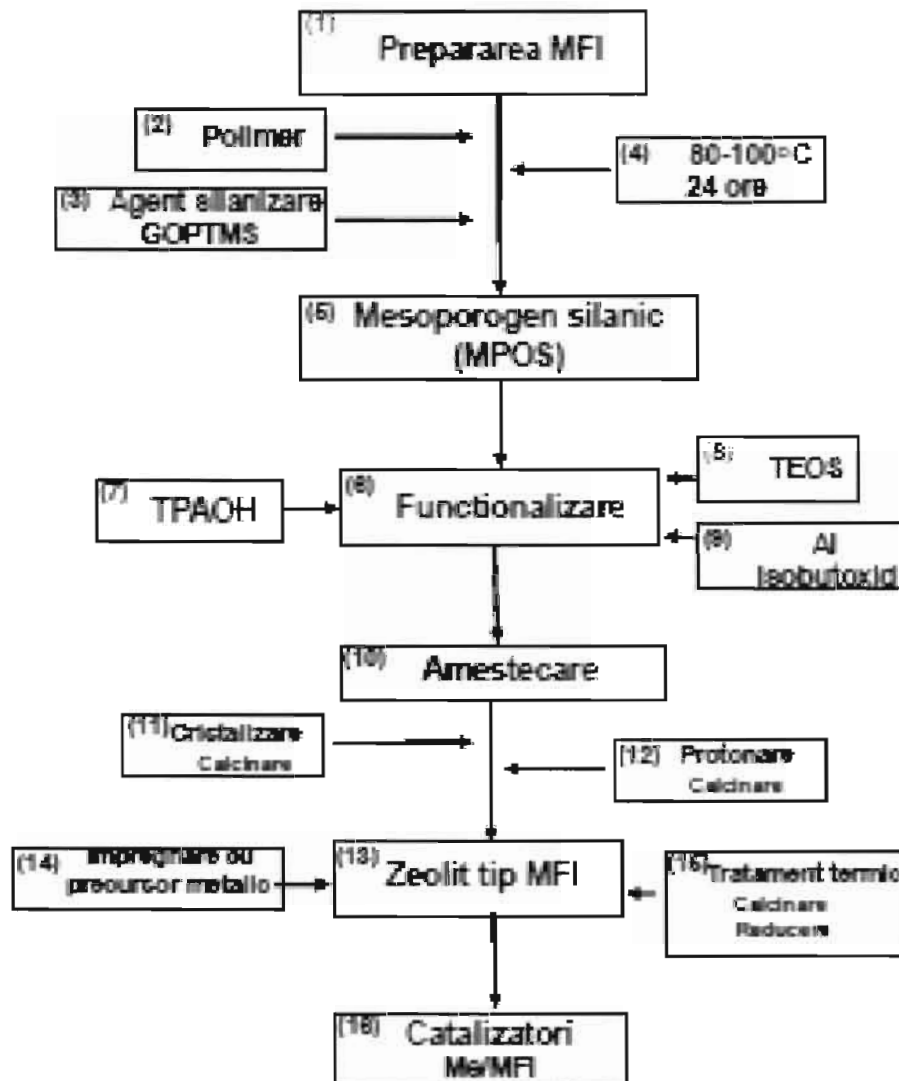 (1)
Prepararea MFI
(2) Polimer
(4) 80-100°C
24 ore
(3) Agent silanizare
GOPTMS
(5) Mesoporogen silanic
(MPOS)
(8) TEOS
(7) TPAOH
(6) Functionalizare
(9) Al
Isobutoxid
(10) Amestecare
(11) Cristalizare
Calcinare
(12) Protonare
Calcinare
(14) Impregnare cu
precursor metalic
(13) Zeolit tip MFI
(15) Tratament termic
Calcinare
Reducere
(16) Catalizatori
Me/MFI